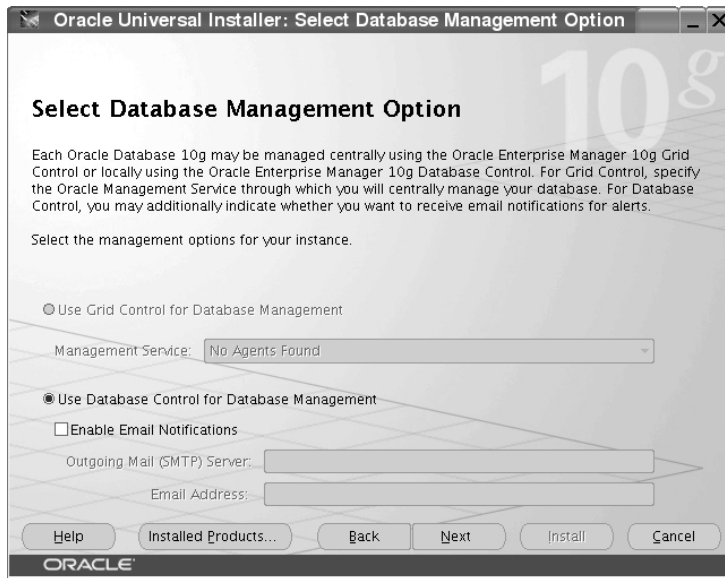 Oracle Universal Installer: Select Database Management Option
10g
Select Database Management Option
Each Oracle Database 10g may be managed centrally using the Oracle Enterprise Manager 10g Grid
Control or locally using the Oracle Enterprise Manager 10g Database Control. For Grid Control, specify
the Oracle Management Service through which you will centrally manage your database. For Database
Control, you may additionally indicate whether you want to receive email notifications for alerts.
Select the management options for your instance.
Use Grid Control for Database Management
Management Service: No Agents Found
Use Database Control for Database Management
Enable Email Notifications
Outgoing Mail (SMTP) Server:
Email Address:
Help Installed Products... Back Next Install Cancel
ORACLE